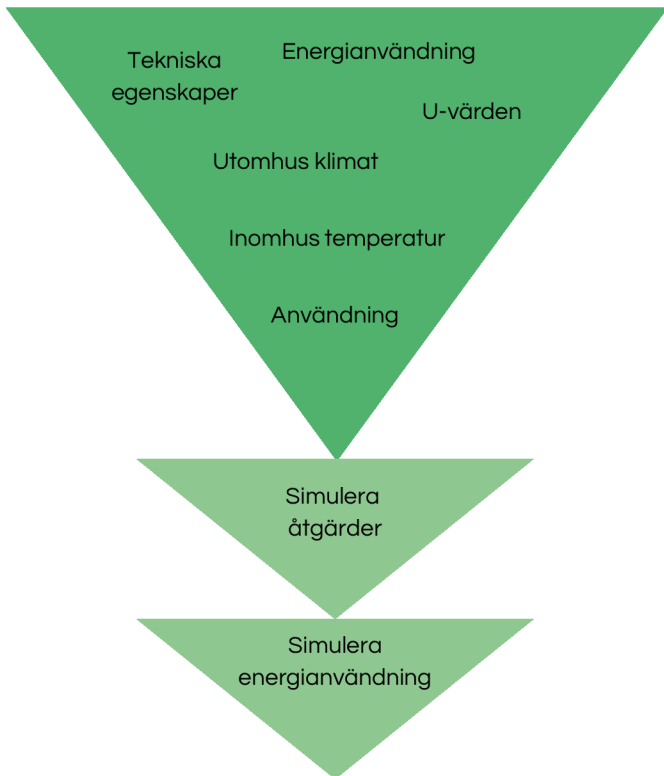 Energianvändning
Tekniska
egenskaper
U-värden
Utomhus klimat
Inomhus temperatur
Användning
Simulera
åtgärder
Simulera
energianvändning